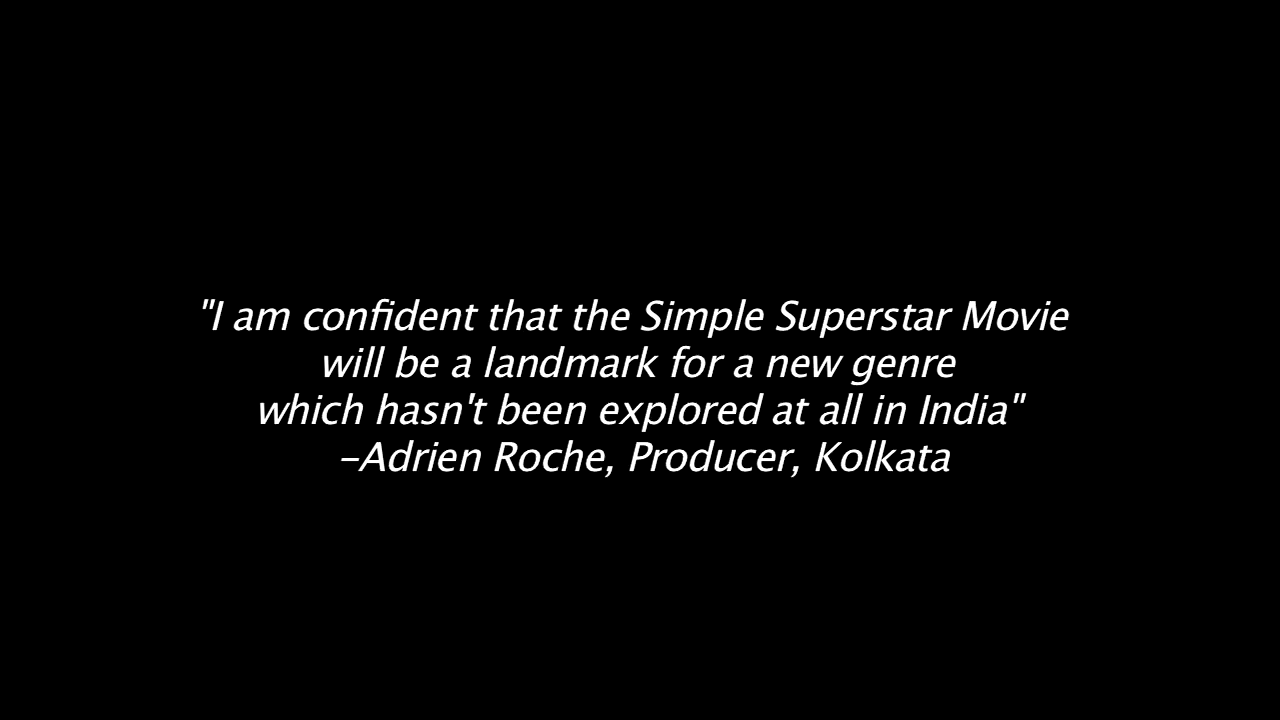 "I am confident that the Simple Superstar Movie
will be a landmark for a new genre
which hasn't been explored at all in India"
–Adrien Roche, Producer, Kolkata